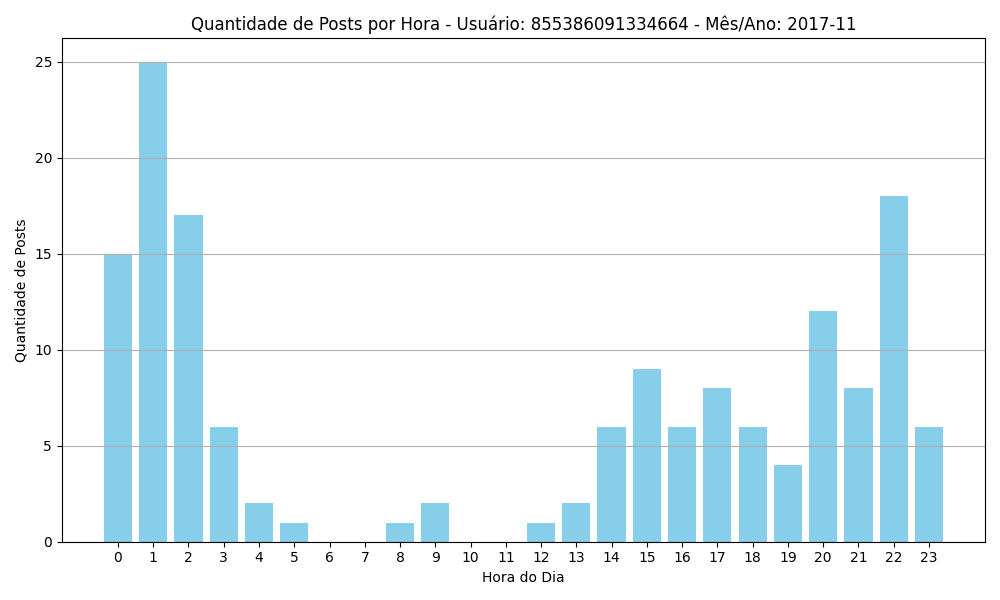 Quantidade de Posts por Hora - Usuário: 855386091334664 - Mês/Ano: 2017-11
Quantidade de Posts
25
20
15
10
5
0
0 1 2 3 4 5 6 7 8 9 10 11 12 13 14 15 16 17 18 19 20 21 22 23
Hora do Dia